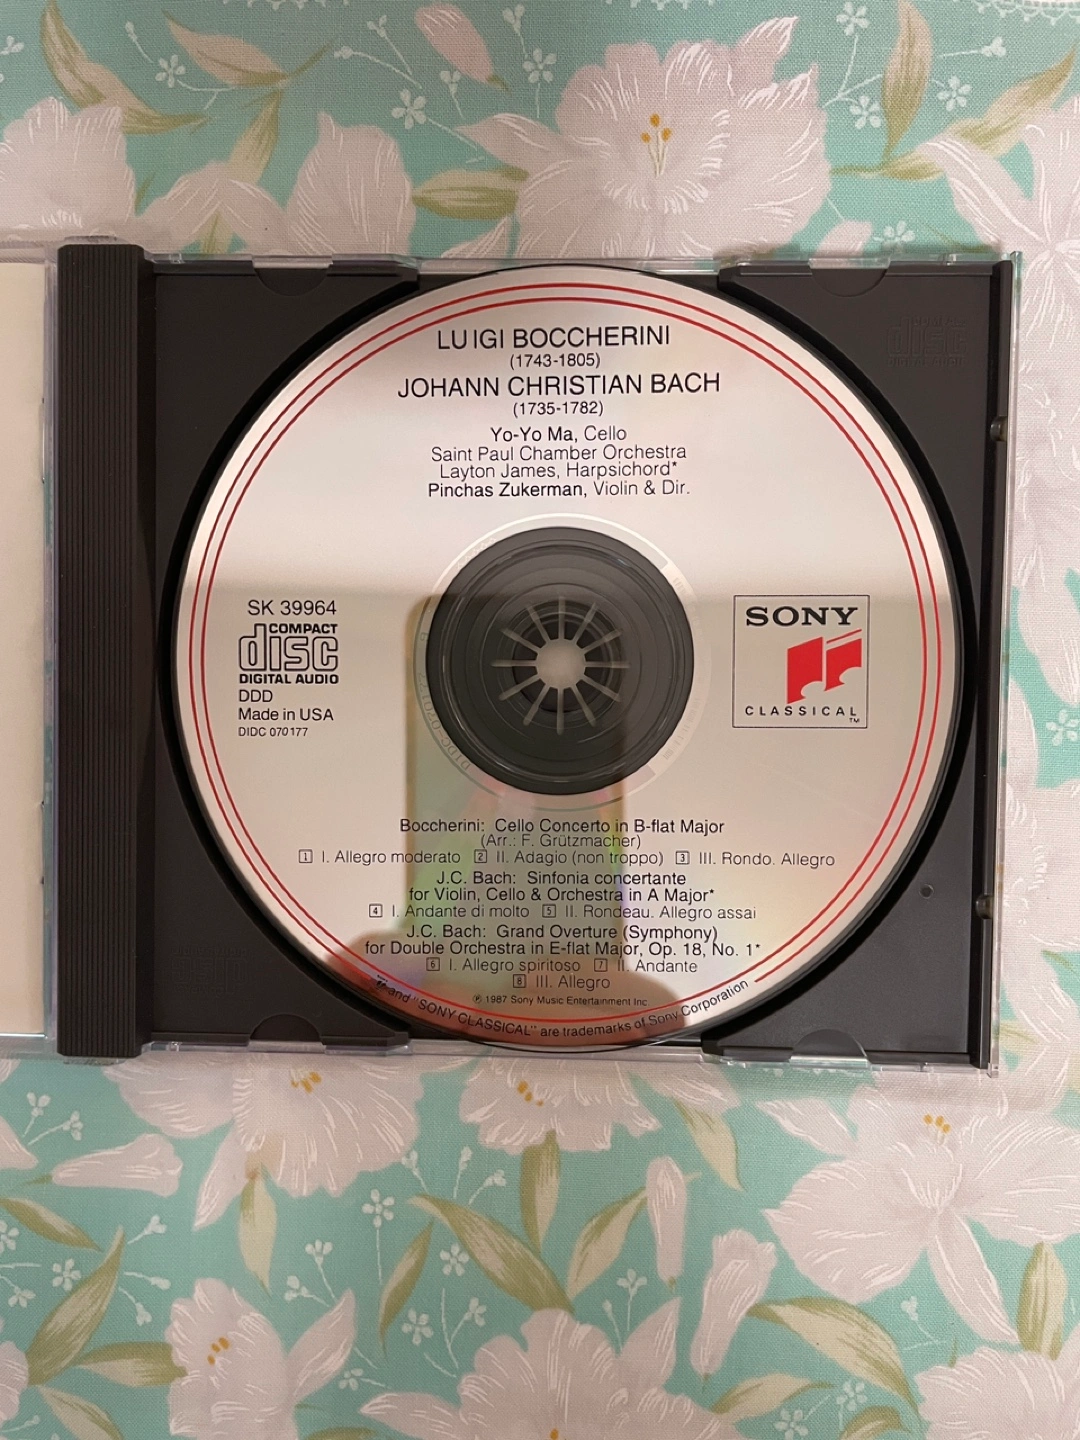 LUIGI BOCCHERINI
(1743-1805)
JOHANN CHRISTIAN BACH
(1735-1782)
Yo-Yo Ma, Cello
Saint Paul Chamber Orchestra
Layton James, Harpsichord*
Pinchas Zukerman, Violin & Dir.
SK 39964
COMPACT
disc
DIGITAL AUDIO
DDD
Made in USA
DIDC 070177
SONY
CLASSICAL
TM
Boccherini: Cello Concerto in B-flat Major
(Arr.: F. Grützmacher)
1 I. Allegro moderato 2 II. Adagio (non troppo) 3 III. Rondo. Allegro
J.C. Bach: Sinfonia concertante
for Violin, Cello & Orchestra in A Major*
4 I. Andante di molto 5 II. Rondeau. Allegro assai
J.C. Bach: Grand Overture (Symphony)
for Double Orchestra in E-flat Major, Op. 18, No. 1*
6 I. Allegro spiritoso 7 II. Andante
8 III. Allegro
℗ 1987 Sony Music Entertainment Inc.
and "SONY CLASSICAL" are trademarks of Sony Corporation